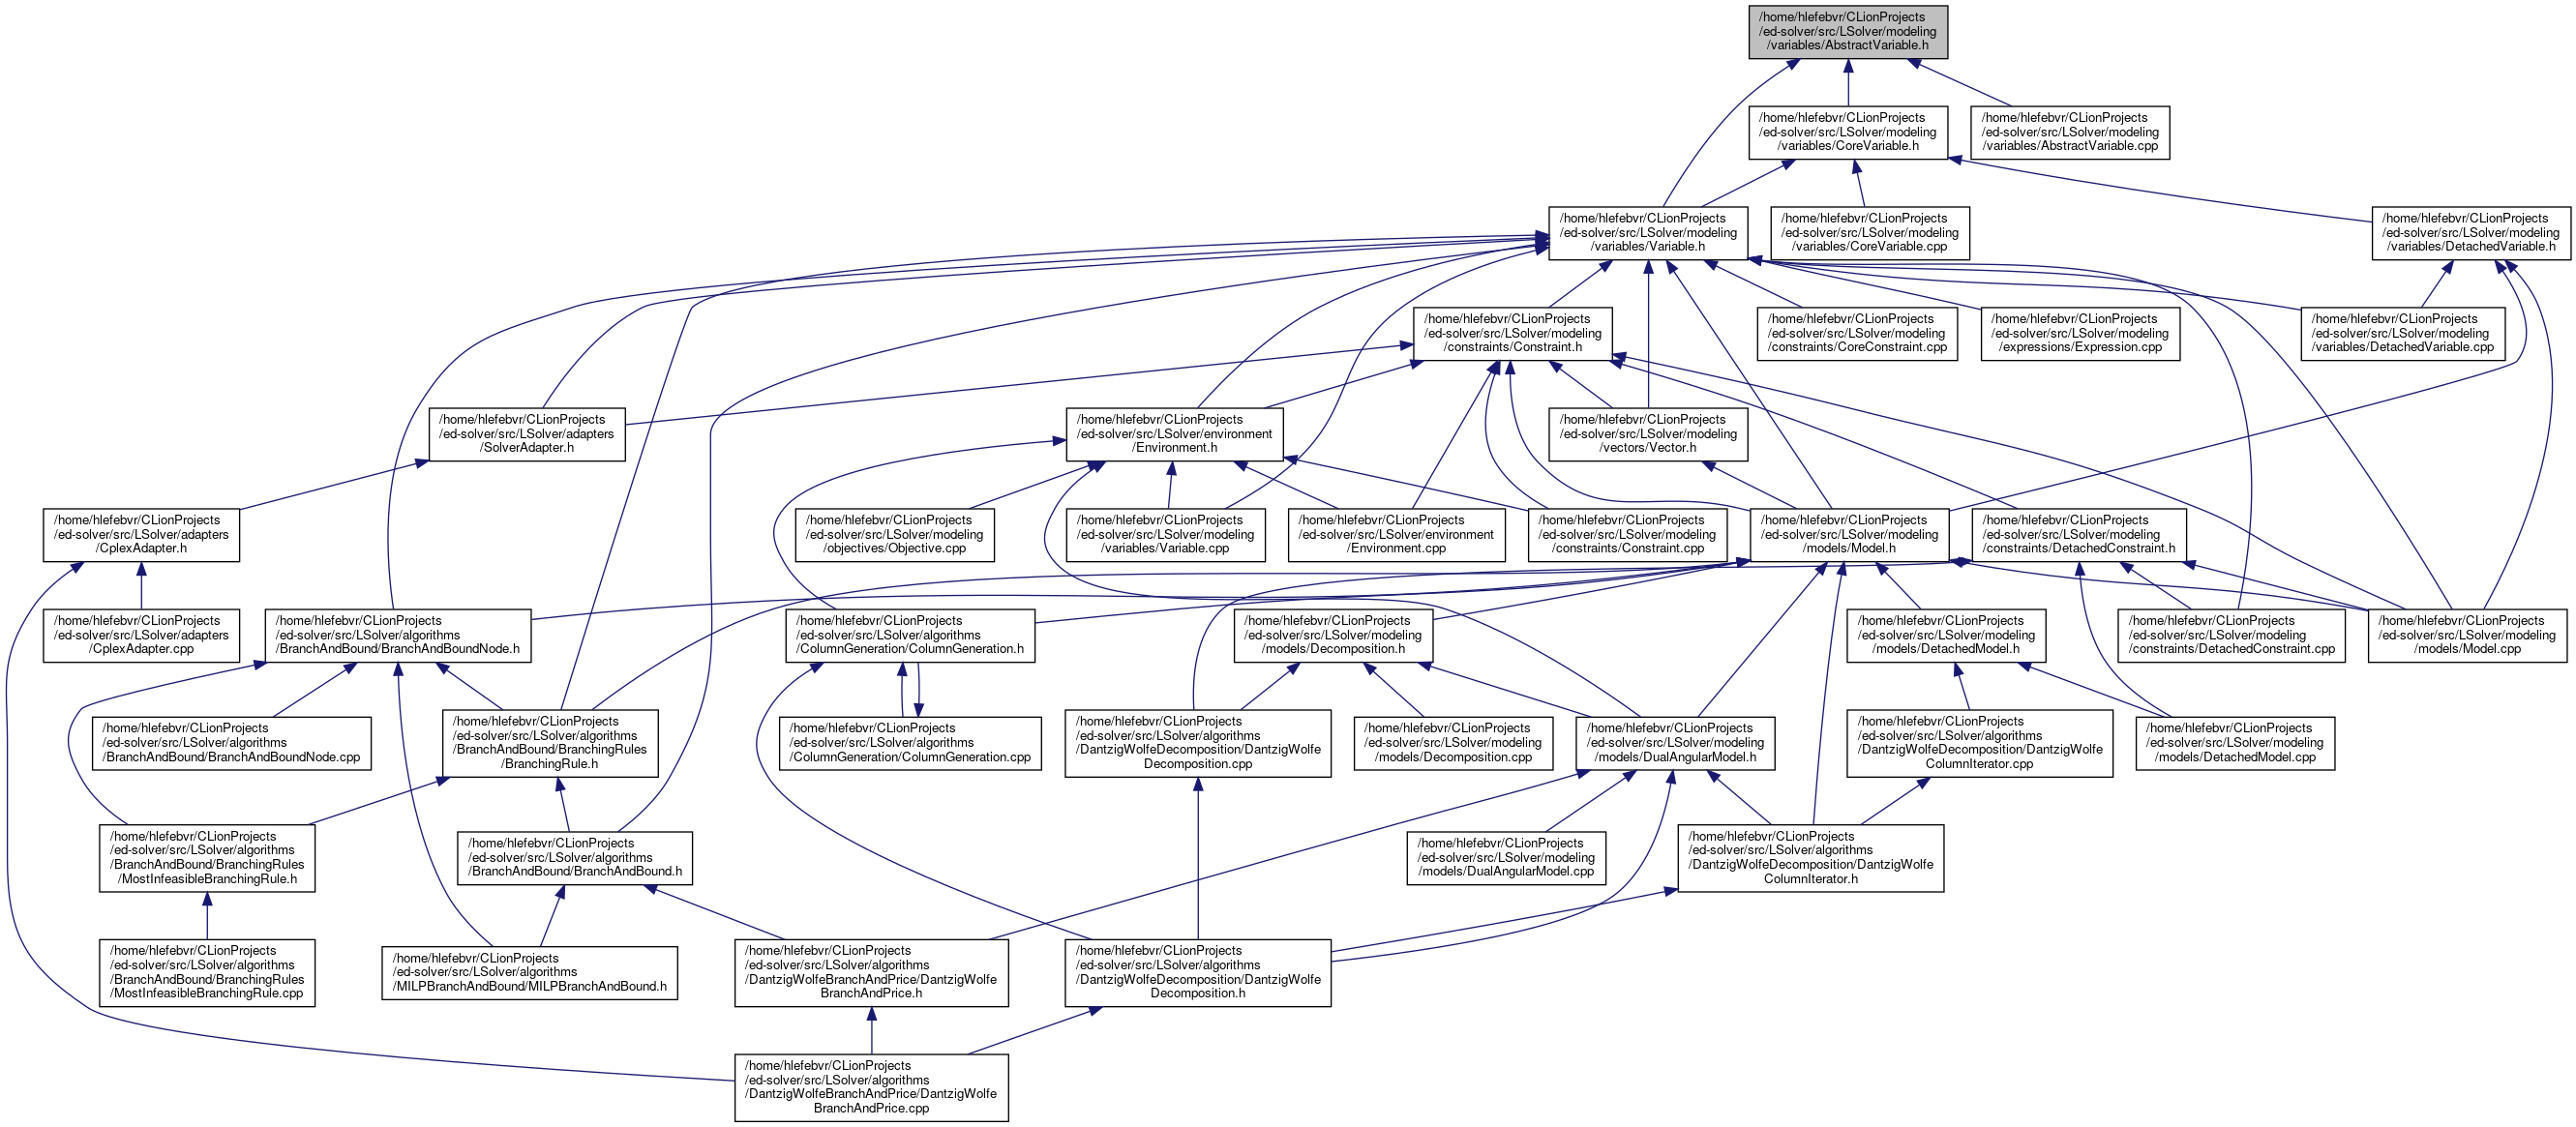 /home/hlefebvr/CLionProjects
/ed-solver/src/LSolver/modeling
/variables/AbstractVariable.h
/home/hlefebvr/CLionProjects
/ed-solver/src/LSolver/modeling
/variables/CoreVariable.h
/home/hlefebvr/CLionProjects
/ed-solver/src/LSolver/modeling
/variables/AbstractVariable.cpp
/home/hlefebvr/CLionProjects
/ed-solver/src/LSolver/modeling
/variables/Variable.h
/home/hlefebvr/CLionProjects
/ed-solver/src/LSolver/modeling
/variables/CoreVariable.cpp
/home/hlefebvr/CLionProjects
/ed-solver/src/LSolver/modeling
/variables/DetachedVariable.h
/home/hlefebvr/CLionProjects
/ed-solver/src/LSolver/modeling
/constraints/Constraint.h
/home/hlefebvr/CLionProjects
/ed-solver/src/LSolver/modeling
/constraints/CoreConstraint.cpp
/home/hlefebvr/CLionProjects
/ed-solver/src/LSolver/modeling
/expressions/Expression.cpp
/home/hlefebvr/CLionProjects
/ed-solver/src/LSolver/modeling
/variables/DetachedVariable.cpp
/home/hlefebvr/CLionProjects
/ed-solver/src/LSolver/adapters
/SolverAdapter.h
/home/hlefebvr/CLionProjects
/ed-solver/src/LSolver/environment
/Environment.h
/home/hlefebvr/CLionProjects
/ed-solver/src/LSolver/modeling
/vectors/Vector.h
/home/hlefebvr/CLionProjects
/ed-solver/src/LSolver/adapters
/CplexAdapter.h
/home/hlefebvr/CLionProjects
/ed-solver/src/LSolver/modeling
/objectives/Objective.cpp
/home/hlefebvr/CLionProjects
/ed-solver/src/LSolver/modeling
/variables/Variable.cpp
/home/hlefebvr/CLionProjects
/ed-solver/src/LSolver/environment
/Environment.cpp
/home/hlefebvr/CLionProjects
/ed-solver/src/LSolver/modeling
/constraints/Constraint.cpp
/home/hlefebvr/CLionProjects
/ed-solver/src/LSolver/modeling
/models/Model.h
/home/hlefebvr/CLionProjects
/ed-solver/src/LSolver/modeling
/constraints/DetachedConstraint.h
/home/hlefebvr/CLionProjects
/ed-solver/src/LSolver/adapters
/CplexAdapter.cpp
/home/hlefebvr/CLionProjects
/ed-solver/src/LSolver/algorithms
/BranchAndBound/BranchAndBoundNode.h
/home/hlefebvr/CLionProjects
/ed-solver/src/LSolver/algorithms
/ColumnGeneration/ColumnGeneration.h
/home/hlefebvr/CLionProjects
/ed-solver/src/LSolver/modeling
/models/Decomposition.h
/home/hlefebvr/CLionProjects
/ed-solver/src/LSolver/modeling
/models/DetachedModel.h
/home/hlefebvr/CLionProjects
/ed-solver/src/LSolver/modeling
/constraints/DetachedConstraint.cpp
/home/hlefebvr/CLionProjects
/ed-solver/src/LSolver/modeling
/models/Model.cpp
/home/hlefebvr/CLionProjects
/ed-solver/src/LSolver/algorithms
/BranchAndBound/BranchAndBoundNode.cpp
/home/hlefebvr/CLionProjects
/ed-solver/src/LSolver/algorithms
/BranchAndBound/BranchingRules
/BranchingRule.h
/home/hlefebvr/CLionProjects
/ed-solver/src/LSolver/algorithms
/ColumnGeneration/ColumnGeneration.cpp
/home/hlefebvr/CLionProjects
/ed-solver/src/LSolver/algorithms
/DantzigWolfeDecomposition/DantzigWolfe
Decomposition.cpp
/home/hlefebvr/CLionProjects
/ed-solver/src/LSolver/modeling
/models/Decomposition.cpp
/home/hlefebvr/CLionProjects
/ed-solver/src/LSolver/modeling
/models/DualAngularModel.h
/home/hlefebvr/CLionProjects
/ed-solver/src/LSolver/algorithms
/DantzigWolfeDecomposition/DantzigWolfe
ColumnIterator.cpp
/home/hlefebvr/CLionProjects
/ed-solver/src/LSolver/modeling
/models/DetachedModel.cpp
/home/hlefebvr/CLionProjects
/ed-solver/src/LSolver/algorithms
/BranchAndBound/BranchingRules
/MostInfeasibleBranchingRule.h
/home/hlefebvr/CLionProjects
/ed-solver/src/LSolver/algorithms
/BranchAndBound/BranchAndBound.h
/home/hlefebvr/CLionProjects
/ed-solver/src/LSolver/modeling
/models/DualAngularModel.cpp
/home/hlefebvr/CLionProjects
/ed-solver/src/LSolver/algorithms
/DantzigWolfeDecomposition/DantzigWolfe
ColumnIterator.h
/home/hlefebvr/CLionProjects
/ed-solver/src/LSolver/algorithms
/BranchAndBound/BranchingRules
/MostInfeasibleBranchingRule.cpp
/home/hlefebvr/CLionProjects
/ed-solver/src/LSolver/algorithms
/MILPBranchAndBound/MILPBranchAndBound.h
/home/hlefebvr/CLionProjects
/ed-solver/src/LSolver/algorithms
/DantzigWolfeBranchAndPrice/DantzigWolfe
BranchAndPrice.h
/home/hlefebvr/CLionProjects
/ed-solver/src/LSolver/algorithms
/DantzigWolfeDecomposition/DantzigWolfe
Decomposition.h
/home/hlefebvr/CLionProjects
/ed-solver/src/LSolver/algorithms
/DantzigWolfeBranchAndPrice/DantzigWolfe
BranchAndPrice.cpp